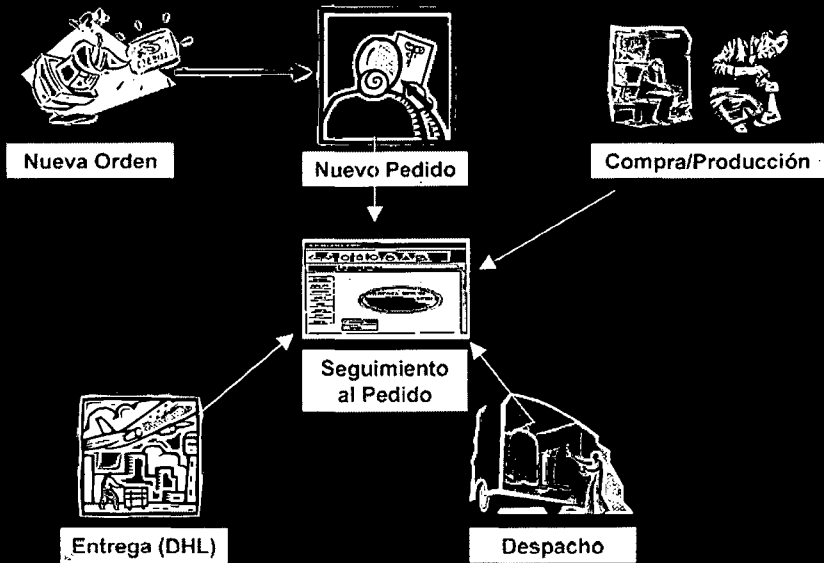 Nueva Orden
Nuevo Pedido
Compra/Producción
Seguimiento
al Pedido
Entrega (DHL)
Despacho